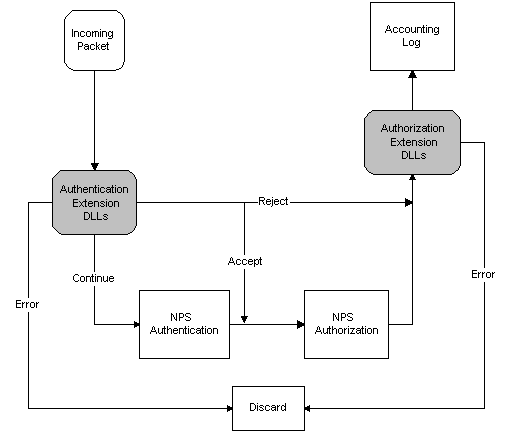 Incoming
Packet
Accounting
Log
Authorization
Extension
DLLs
Authentication
Extension
DLLs
Reject
Accept
Continue
Error
Error
NPS
Authentication
NPS
Authorization
Discard